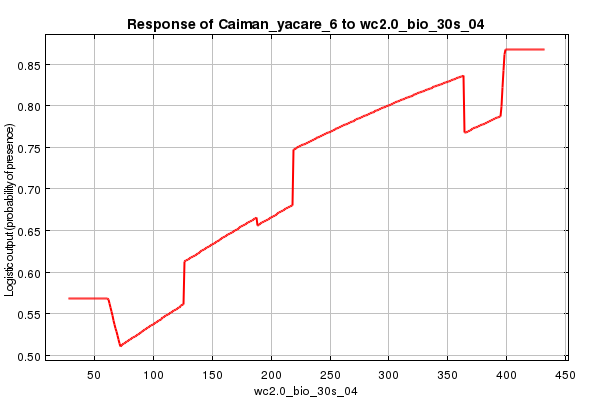 Response of Caiman_yacare_6 to wc2.0_bio_30s_04
Logistic output (probability of presence)
0.85
0.80
0.75
0.70
0.65
0.60
0.55
0.50
50 100 150 200 250 300 350 400 450
wc2.0_bio_30s_04